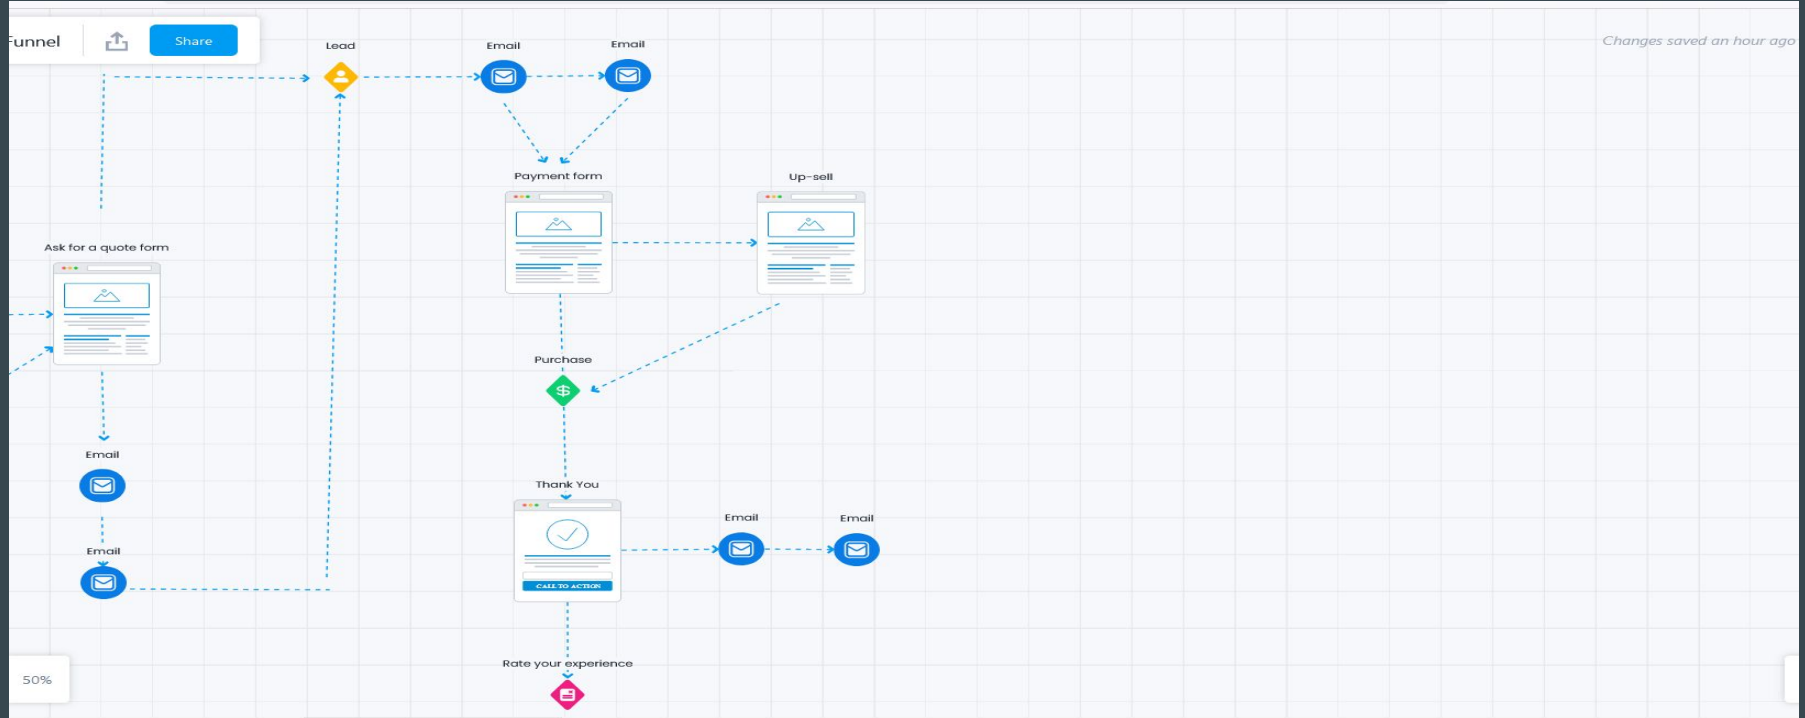 Funnel
Share
Changes saved an hour ago
Lead
Email
Email
Payment form
Up-sell
Ask for a quote form
Purchase
Email
Thank You
Email
Email
Email
CALL TO ACTION
Rate your experience
50%